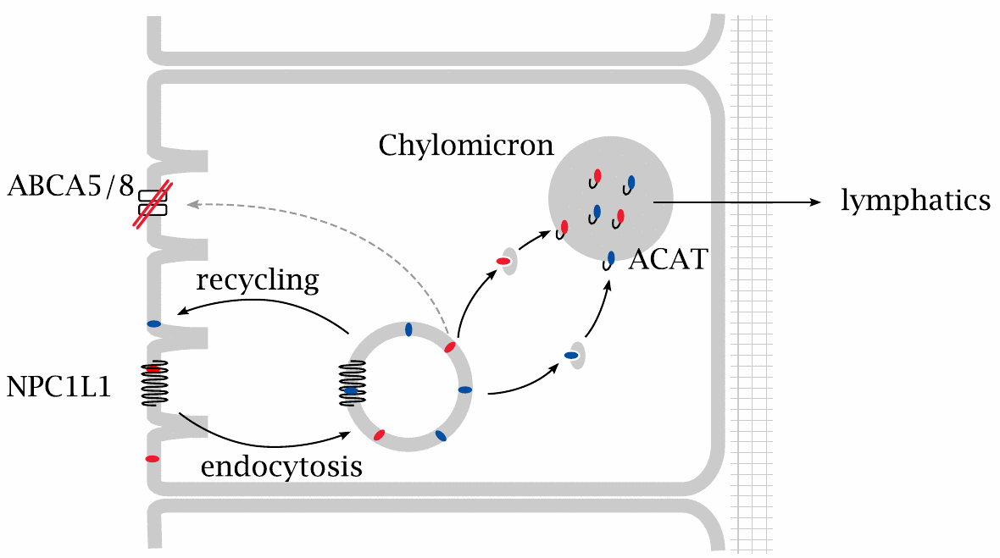 Chylomicron
ABCA5/8
lymphatics
ACAT
recycling
NPC1L1
endocytosis